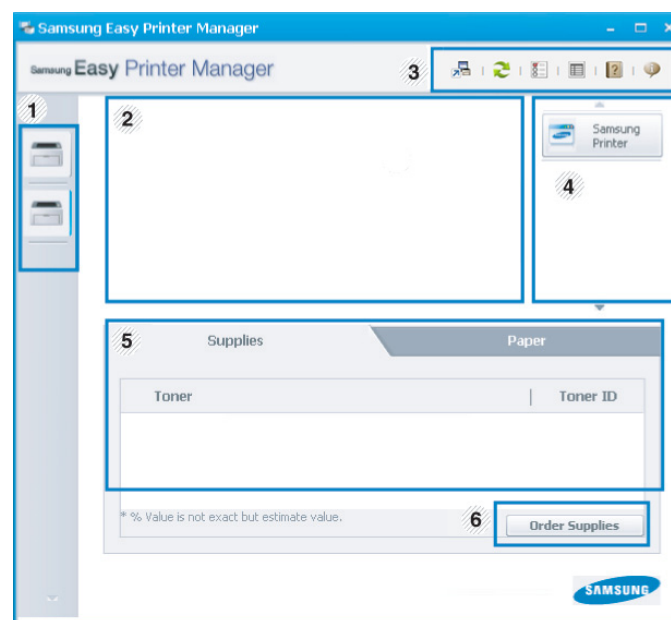 Samsung Easy Printer Manager
Samsung Easy Printer Manager
3
1
2
Samsung
Printer
4
5
Supplies
Paper
Toner
Toner ID
* % Value is not exact but estimate value.
6
Order Supplies
SAMSUNG